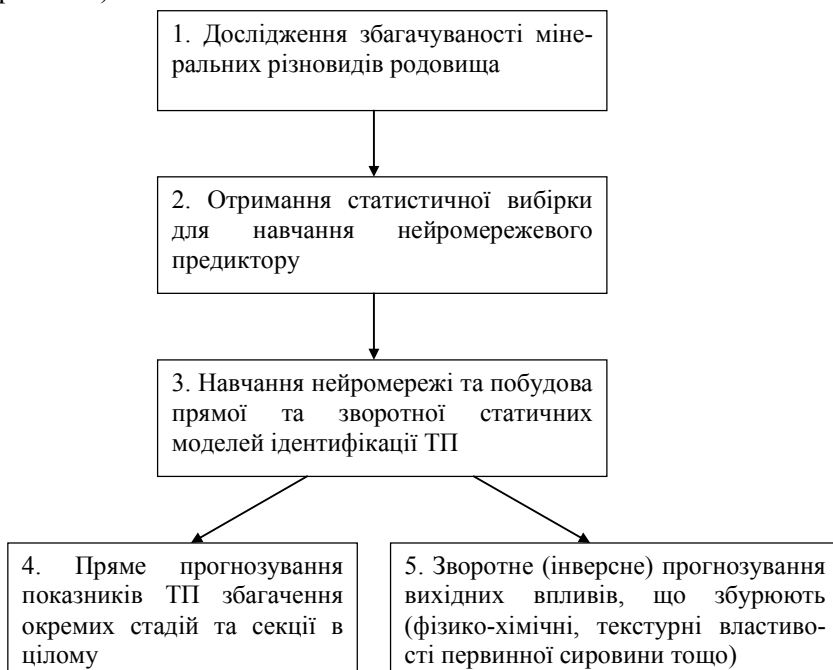 1. Дослідження збагачуваності міне-
ральних різновидів родовища
2. Отримання статистичної вибірки
для навчання нейромережевого
предиктору
3. Навчання нейромережі та побудова
прямої та зворотної статичних
моделей ідентифікації ТП
4. Пряме прогнозування
показників ТП збагачення
окремих стадій та секції в
цілому
5. Зворотне (інверсне) прогнозування
вихідних впливів, що збурюють
(фізико-хімічні, текстурні властиво-
сті первинної сировини тощо)